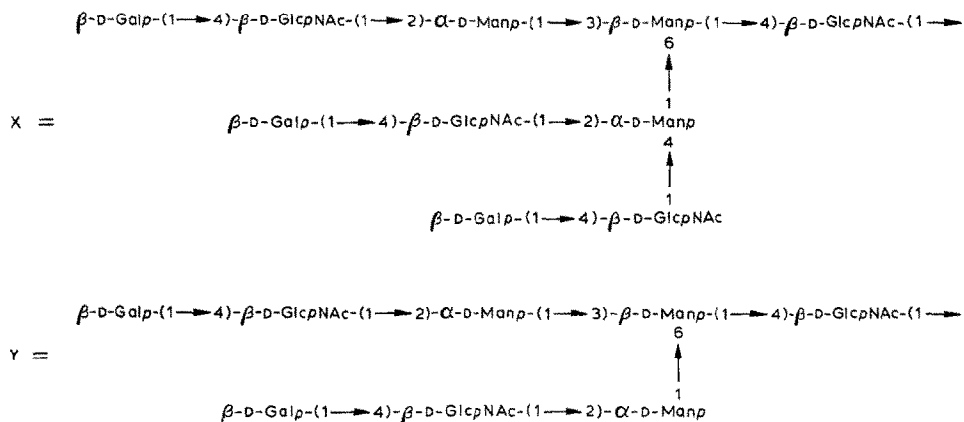 β-D-Galp-(1→4)-β-D-GlcpNAc-(1→2)-α-D-Manp-(1→3)-β-D-Manp-(1→4)-β-D-GlcpNAc-(1→
6
↑
1
X = β-D-Galp-(1→4)-β-D-GlcpNAc-(1→2)-α-D-Manp
4
↑
1
β-D-Galp-(1→4)-β-D-GlcpNAc
β-D-Galp-(1→4)-β-D-GlcpNAc-(1→2)-α-D-Manp-(1→3)-β-D-Manp-(1→4)-β-D-GlcpNAc-(1→
6
Y =
↑
1
β-D-Galp-(1→4)-β-D-GlcpNAc-(1→2)-α-D-Manp